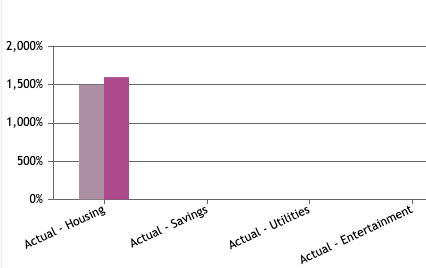 2,000%
1,500%
1,000%
500%
0%
Actual - Housing
Actual - Savings
Actual - Utilities
Actual - Entertainment